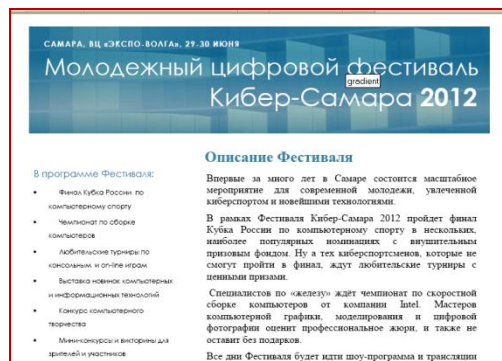 САМАРА, ВЦ «ЭКСПО-ВОЛГА», 29-30 ИЮНЯ
Молодежный цифровой фестиваль
gradient
Кибер-Самара 2012
В программе Фестиваля:
• Финал Кубка России по
компьютерному спорту
• Чемпионат по сборке
компьютеров
• Любительские турниры по
консольным и on-line играм
• Выставка новинок компьютерных
и информационных технологий
• Конкурс компьютерного
творчества
• Мини-конкурсы и викторины для
зрителей и участников
Описание Фестиваля
Впервые за много лет в Самаре состоится масштабное
мероприятие для современной молодежи, увлеченной
киберспортом и новейшими технологиями.
В рамках Фестиваля Кибер-Самара 2012 пройдет финал
Кубка России по компьютерному спорту в нескольких,
наиболее популярных номинациях с внушительным
призовым фондом. Ну а тех киберспортсменов, которые не
смогут пройти в финал, ждут любительские турниры с
ценными призами.
Специалистов по «железу» ждёт чемпионат по скоростной
сборке компьютеров от компании Intel. Мастеров
компьютерной графики, моделирования и цифровой
фотографии оценит профессиональное жюри, и также не
оставит без подарков.
Все дни Фестиваля будет идти шоу-программа и трансляции